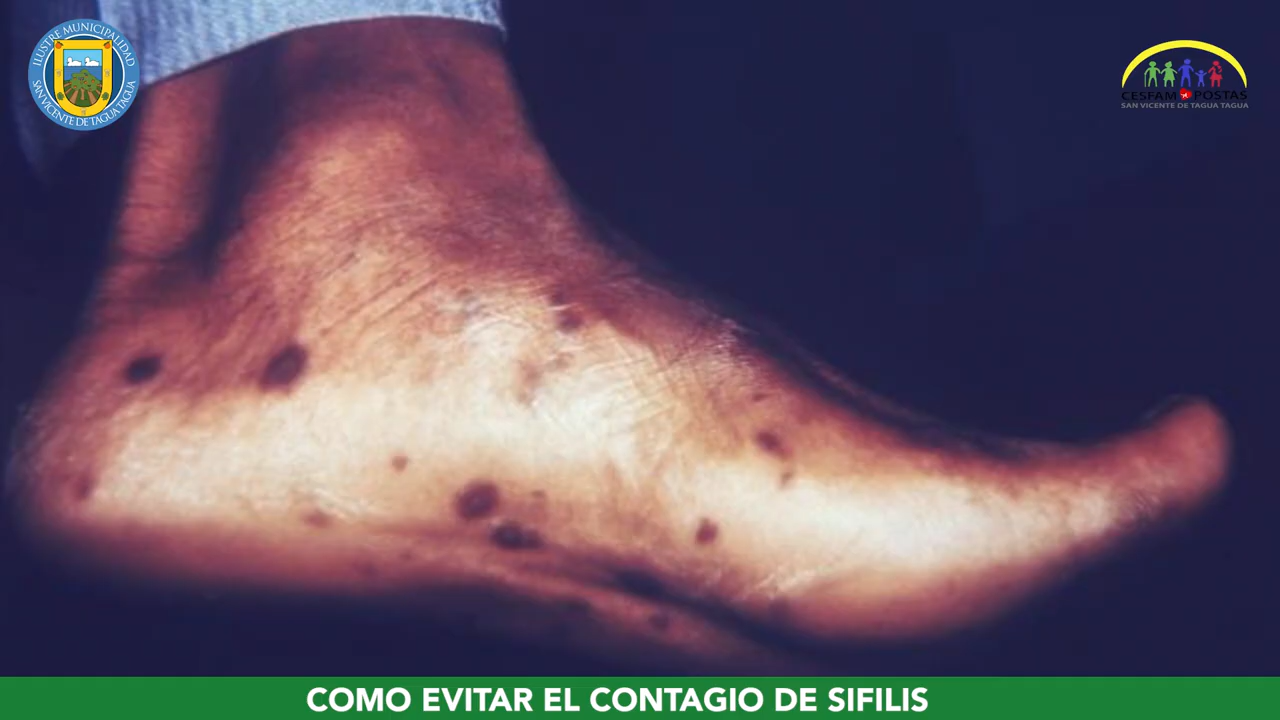 ILUSTRE MUNICIPALIDAD
SAN VICENTE DE TAGUA TAGUA
CESFAM POSTAS
SAN VICENTE DE TAGUA TAGUA
COMO EVITAR EL CONTAGIO DE SIFILIS